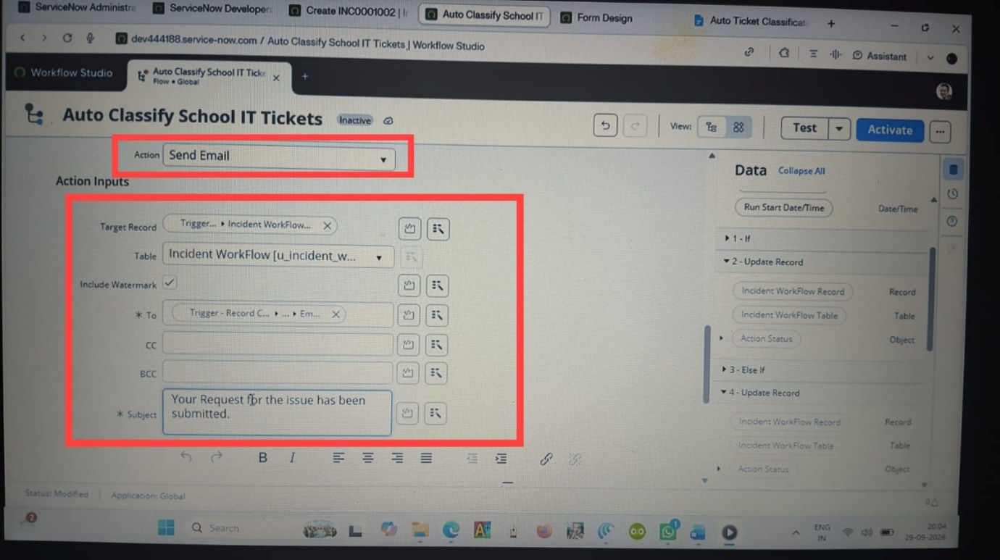 ServiceNow Administra
ServiceNow Developer
Create INC0001002 | I
Auto Classify School IT
Form Design
Auto Ticket Classificat
dev444188.service-now.com / Auto Classify School IT Tickets | Workflow Studio
Assistant
Workflow Studio
Auto Classify School IT Ticke
Flow • Global
Auto Classify School IT Tickets
Inactive
View:
Test
Activate
Action
Send Email
Action Inputs
Target Record
Trigger... ▸ Incident WorkFlow...
Table
Incident WorkFlow [u_incident_w...
Include Watermark
* To
Trigger - Record C... ▸ ... ▸ Em...
CC
BCC
* Subject
Your Request for the issue has been
submitted.
B I
Data
Collapse All
Run Start Date/Time
Date/Time
1 - If
2 - Update Record
Incident WorkFlow Record
Record
Incident WorkFlow Table
Table
Action Status
Object
3 - Else If
4 - Update Record
Incident WorkFlow Record
Record
Incident WorkFlow Table
Table
Action Status
Object
Status: Modified
Application: Global
0
2
Search
1
ENG
IN
20:04
29-09-2026